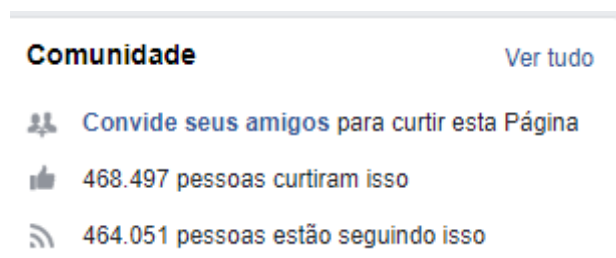 Comunidade Ver tudo
Convide seus amigos para curtir esta Página
468.497 pessoas curtiram isso
464.051 pessoas estão seguindo isso